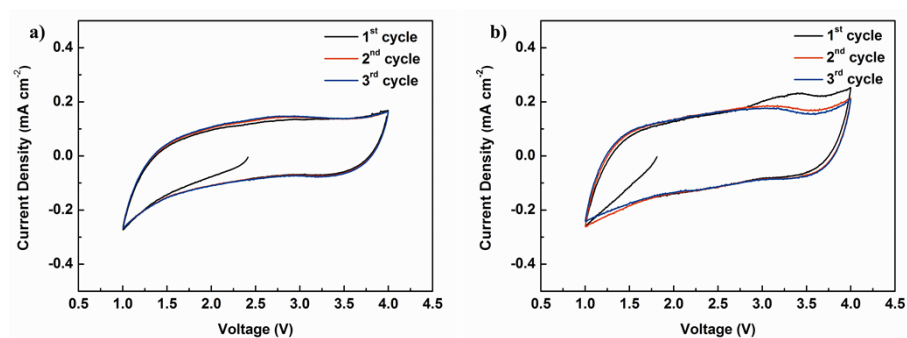 a)
1st cycle
2nd cycle
3rd cycle
0.4
0.2
0.0
-0.2
-0.4
Current Density (mA cm-2)
0.5 1.0 1.5 2.0 2.5 3.0 3.5 4.0 4.5
Voltage (V)
b)
1st cycle
2nd cycle
3rd cycle
0.4
0.2
0.0
-0.2
-0.4
Current Density (mA cm-2)
0.5 1.0 1.5 2.0 2.5 3.0 3.5 4.0 4.5
Voltage (V)